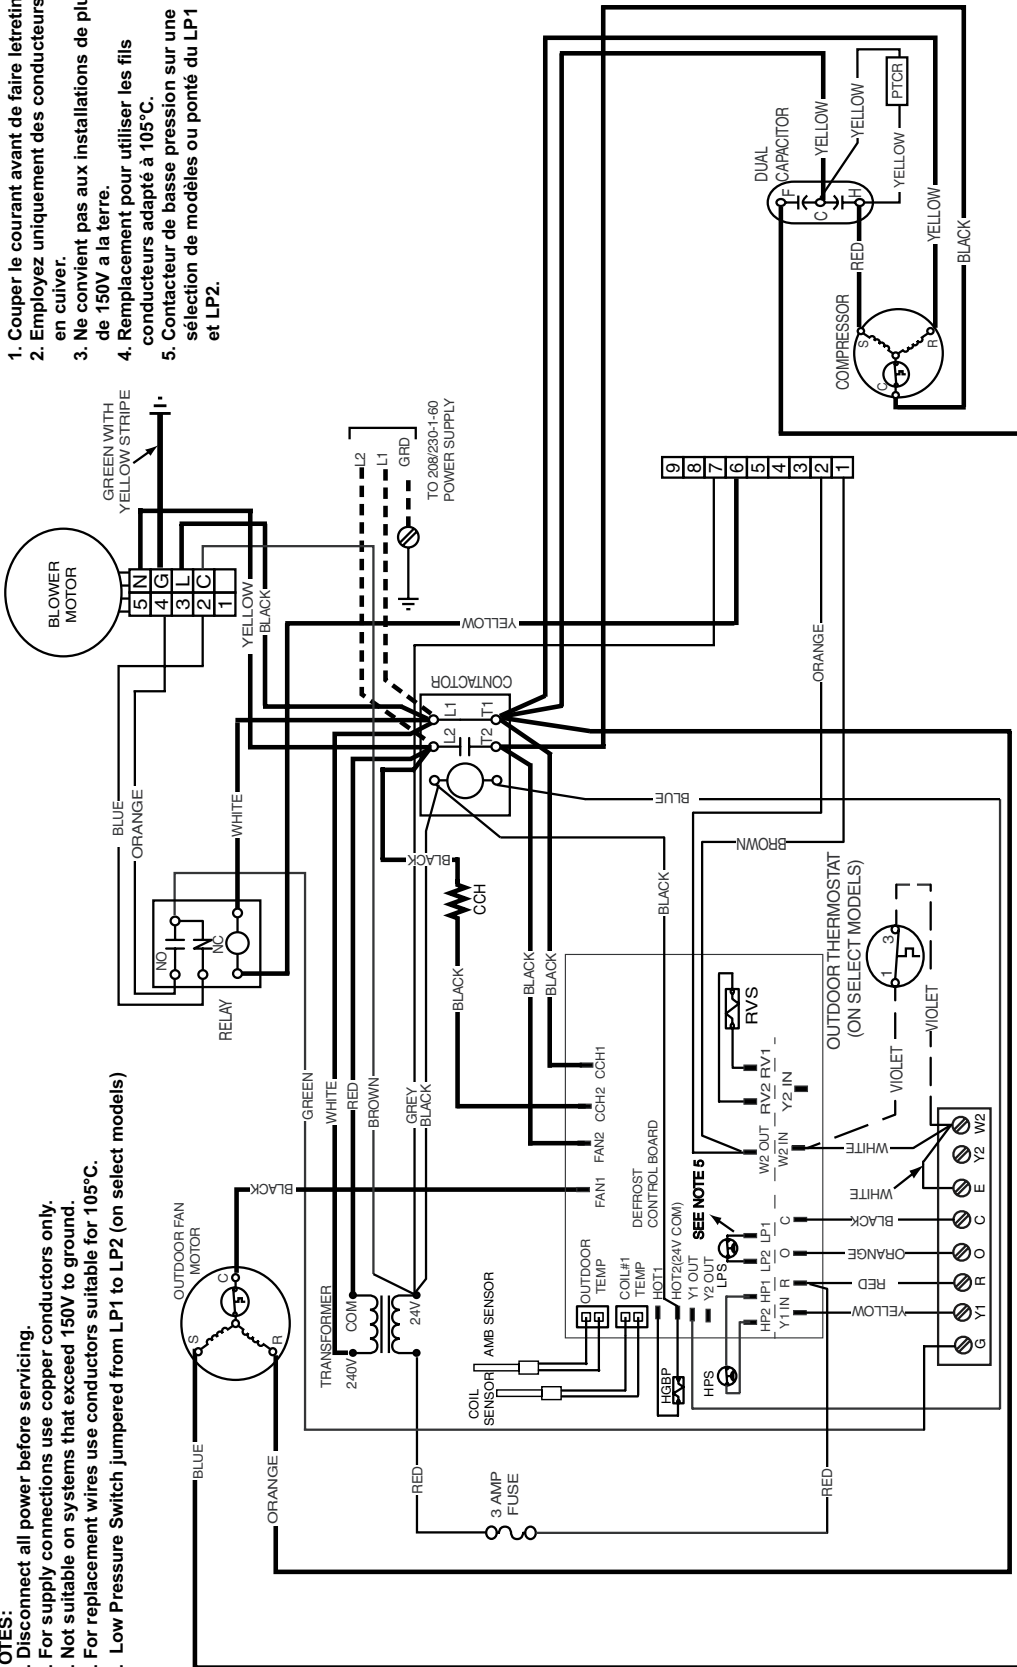 OTES:
. Disconnect all power before servicing.
. For supply connections use copper conductors only.
. Not suitable on systems that exceed 150V to ground.
. For replacement wires use conductors suitable for 105°C.
. Low Pressure Switch jumpered from LP1 to LP2 (on select models)
1. Couper le courant avant de faire letretin
2. Employez uniquement des conducteurs
en cuiver.
3. Ne convient pas aux installations de plu
de 150V a la terre.
4. Remplacement pour utiliser les fils
conducteurs adapté à 105°C.
5. Contacteur de basse pression sur une
sélection de modèles ou ponté du LP1
et LP2.
BLOWER
MOTOR
5 N
4 G
3 L
2 C
1
GREEN WITH
YELLOW STRIPE
BLUE
ORANGE
WHITE
YELLOW
BLACK
NO
NC
RELAY
L2
L1
GRD
TO 208/230-1-60
POWER SUPPLY
YELLOW
CONTACTOR
L1
T1
L2
T2
BLUE
BLACK
CCH
BLACK
BLACK
BLACK
BLACK
GREEN
WHITE
RED
BROWN
GREY
BLACK
OUTDOOR FAN
MOTOR
C
S
R
BLACK
BLUE
ORANGE
TRANSFORMER
240V
COM
24V
RED
3 AMP
FUSE
RED
COIL
SENSOR
AMB SENSOR
FAN1
FAN2
CCH2
CCH1
OUTDOOR
TEMP
COIL#1
TEMP
DEFROST
CONTROL BOARD
HOT1
HOT2(24V COM)
Y1 OUT
Y2 OUT
SEE NOTE 5
HGBP
HPS
LPS
HP2
HP1
LP2
LP1
Y1 IN
R
O
C
W2 OUT
W2 IN
RV2
RV1
Y2 IN
RVS
YELLOW
RED
ORANGE
BLACK
WHITE
WHITE
G
Y1
R
O
C
E
Y2
W2
OUTDOOR THERMOSTAT
(ON SELECT MODELS)
1
3
VIOLET
VIOLET
BROWN
ORANGE
9
8
7
6
5
4
3
2
1
DUAL
CAPACITOR
F
C
H
YELLOW
YELLOW
YELLOW
PTCR
RED
YELLOW
BLACK
COMPRESSOR
S
C
R